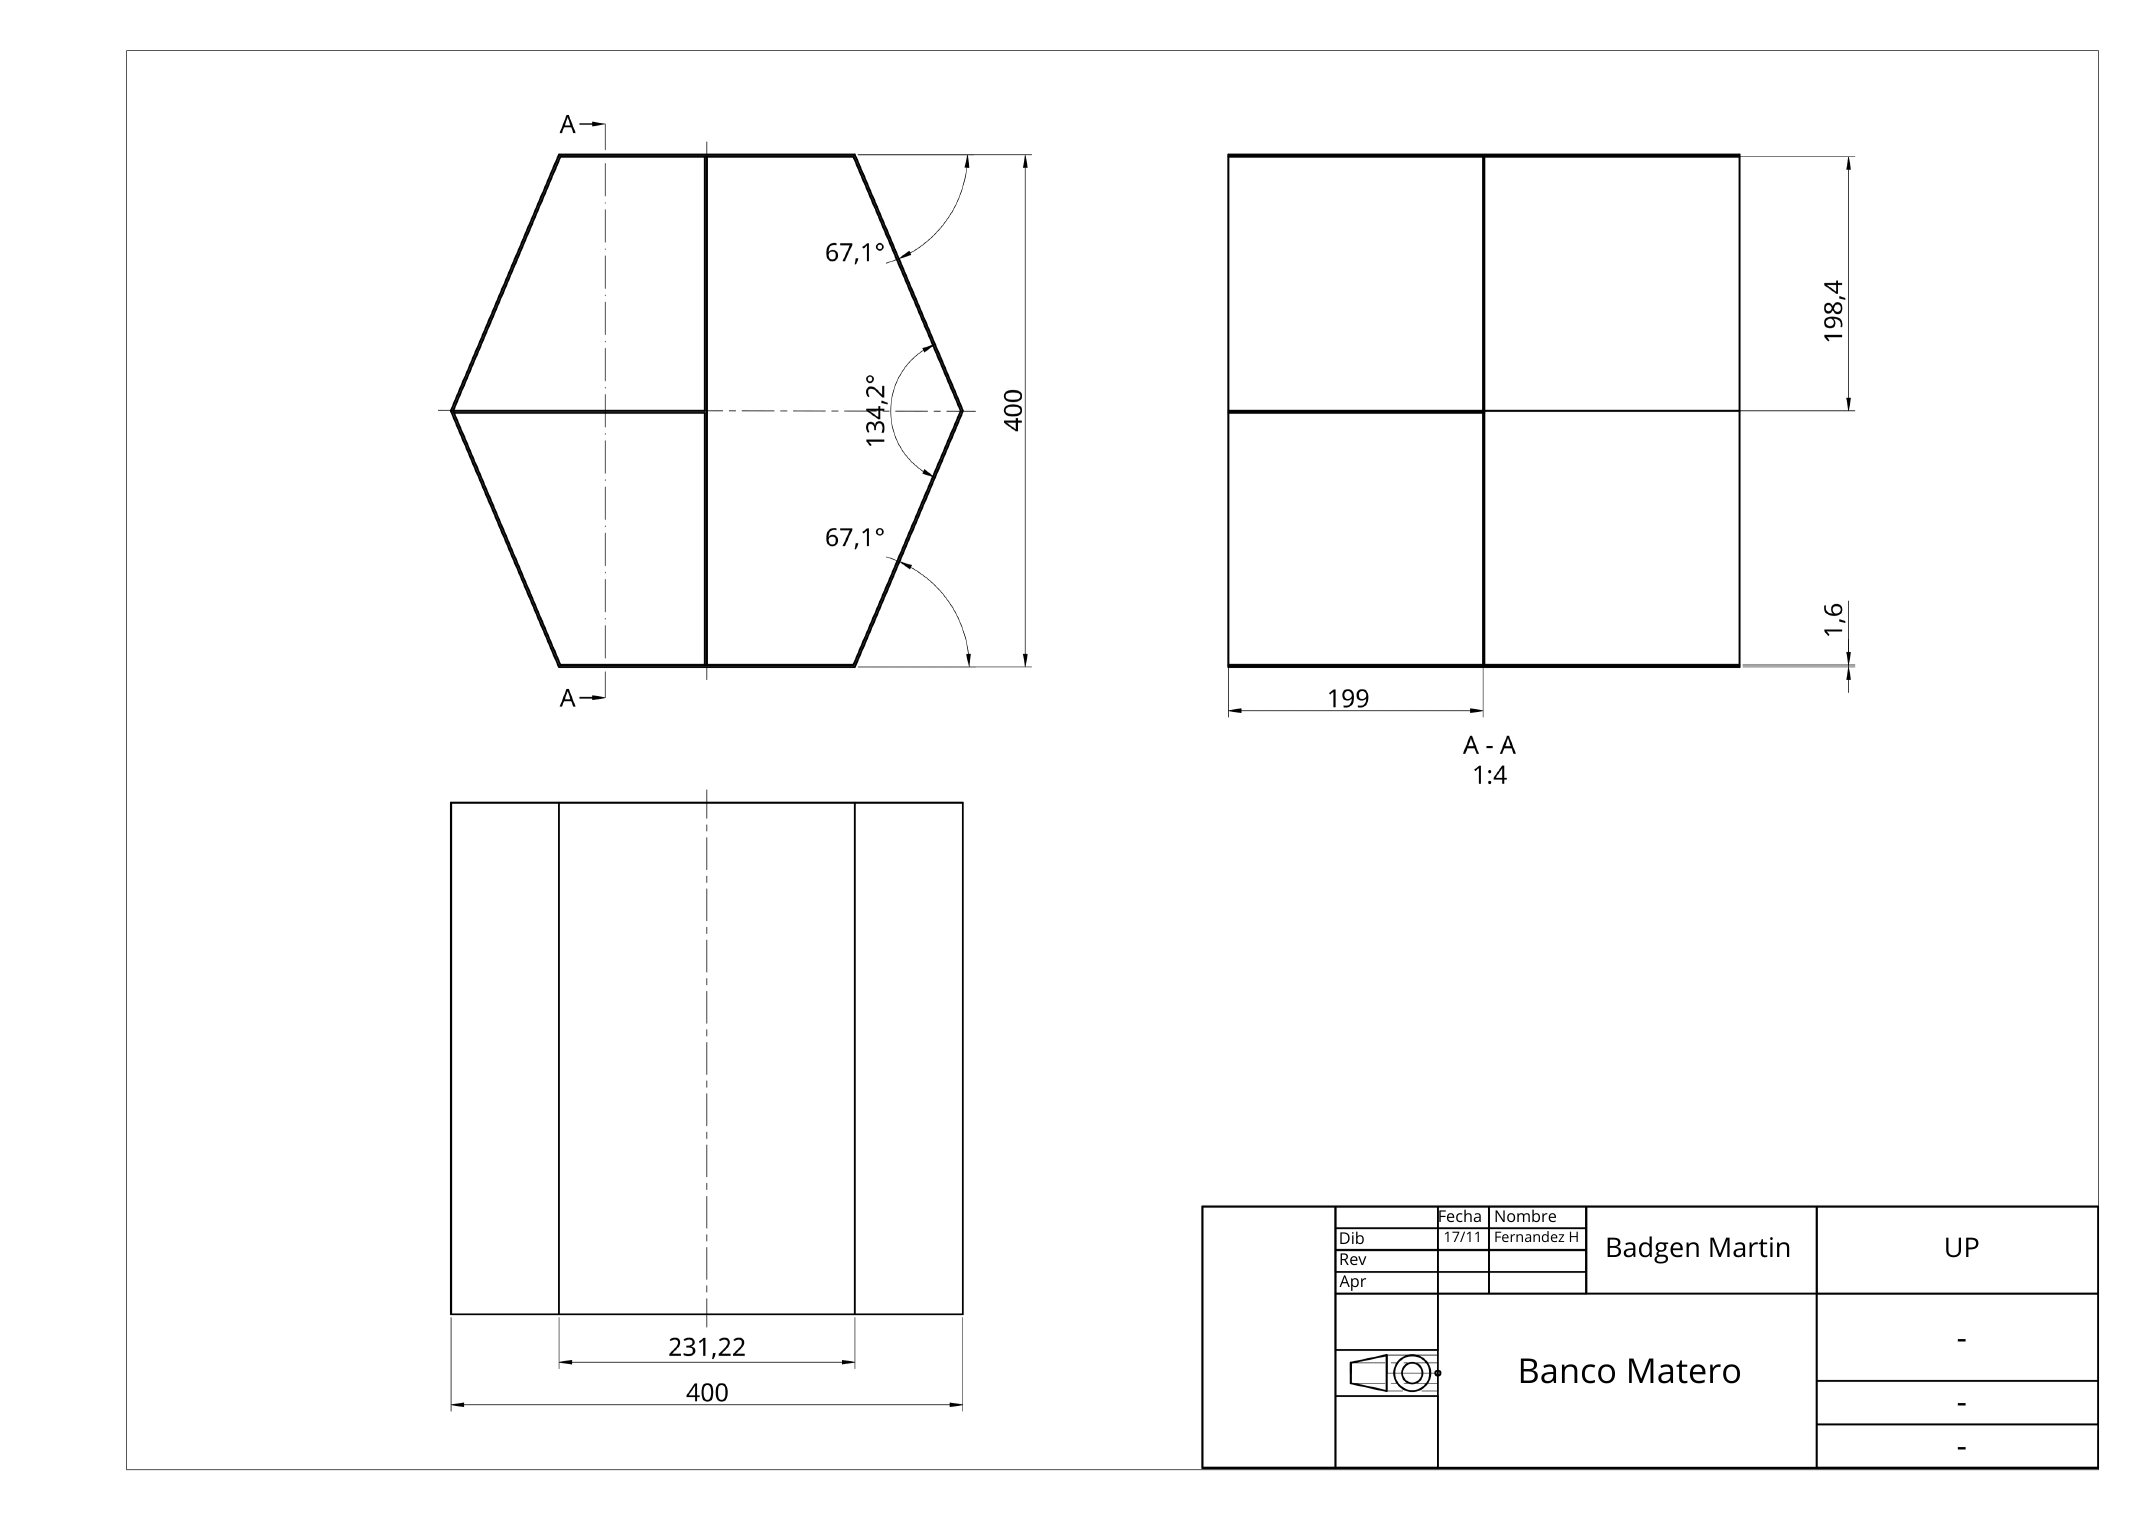 A
67,1°
134,2°
67,1°
400
A
198,4
1,6
199
A - A
1:4
231,22
400
Fecha Nombre
Dib 17/11 Fernandez H
Rev
Apr
Badgen Martin
UP
Banco Matero
-
-
-